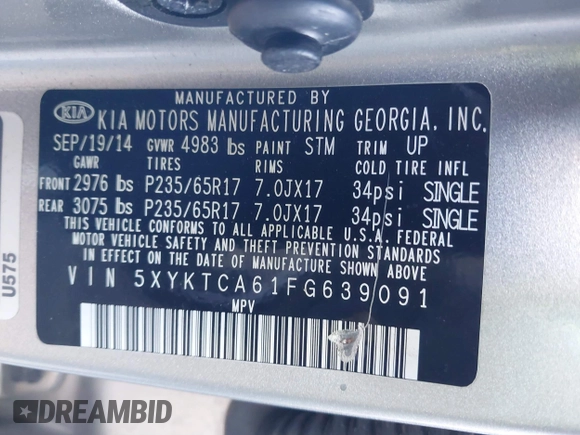 MANUFACTURED BY
KIA KIA MOTORS MANUFACTURING GEORGIA, INC.
SEP/19/14 GVWR 4983 lbs PAINT STM TRIM UP
GAWR TIRES RIMS COLD TIRE INFL
FRONT 2976 lbs P235/65R17 7.0JX17 34psi SINGLE
REAR 3075 lbs P235/65R17 7.0JX17 34psi SINGLE
THIS VEHICLE CONFORMS TO ALL APPLICABLE U.S.A. FEDERAL
MOTOR VEHICLE SAFETY AND THEFT PREVENTION STANDARDS
IN EFFECT ON THE DATE OF MANUFACTURE SHOWN ABOVE.
VIN 5XYKTCA61FG639091
MPV
U575
DREAMBID